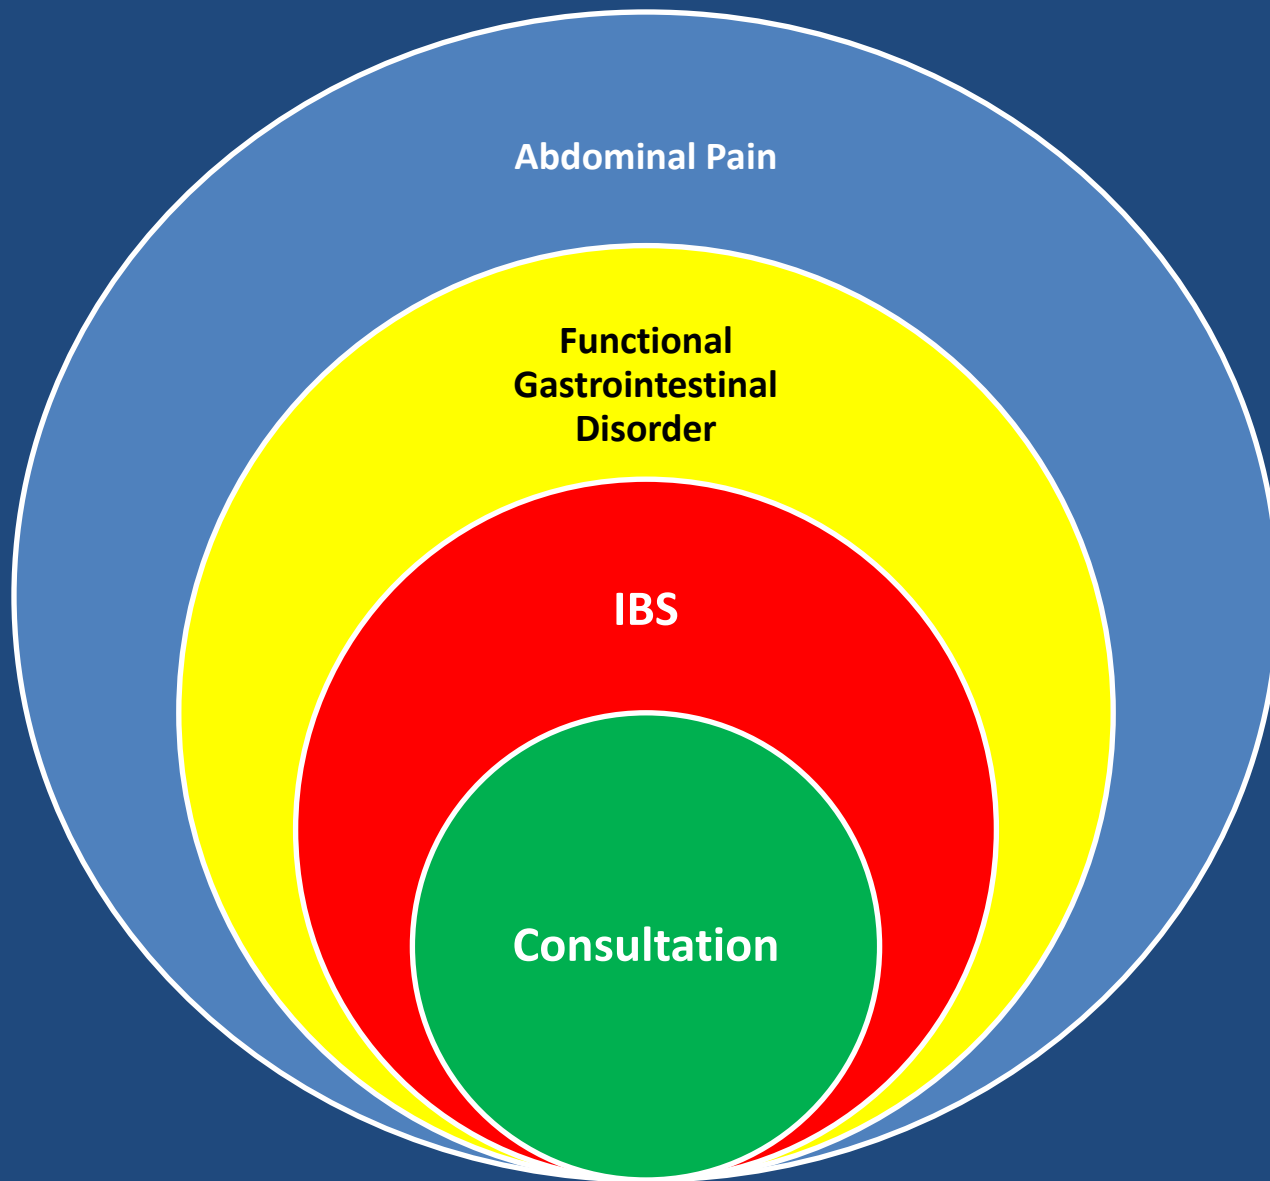 Abdominal Pain
Functional
Gastrointestinal
Disorder
IBS
Consultation